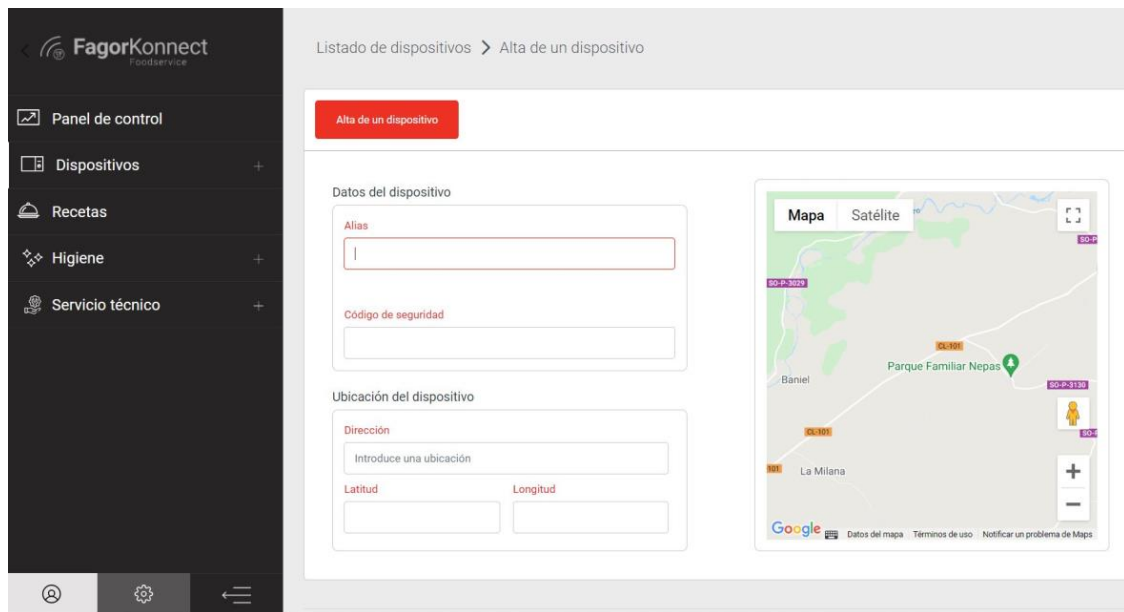 FagorKonnect
Foodservice
Panel de control
Dispositivos
Recetas
Higiene
Servicio técnico
Listado de dispositivos > Alta de un dispositivo
Alta de un dispositivo
Datos del dispositivo
Alias
Código de seguridad
Ubicación del dispositivo
Dirección
Introduce una ubicación
Latitud Longitud
Mapa Satélite
SO-P-3029
CL-101
Parque Familiar Nepas
Baniel
SO-P-3130
CL-101
101
La Milana
Google Datos del mapa Términos de uso Notificar un problema de Maps